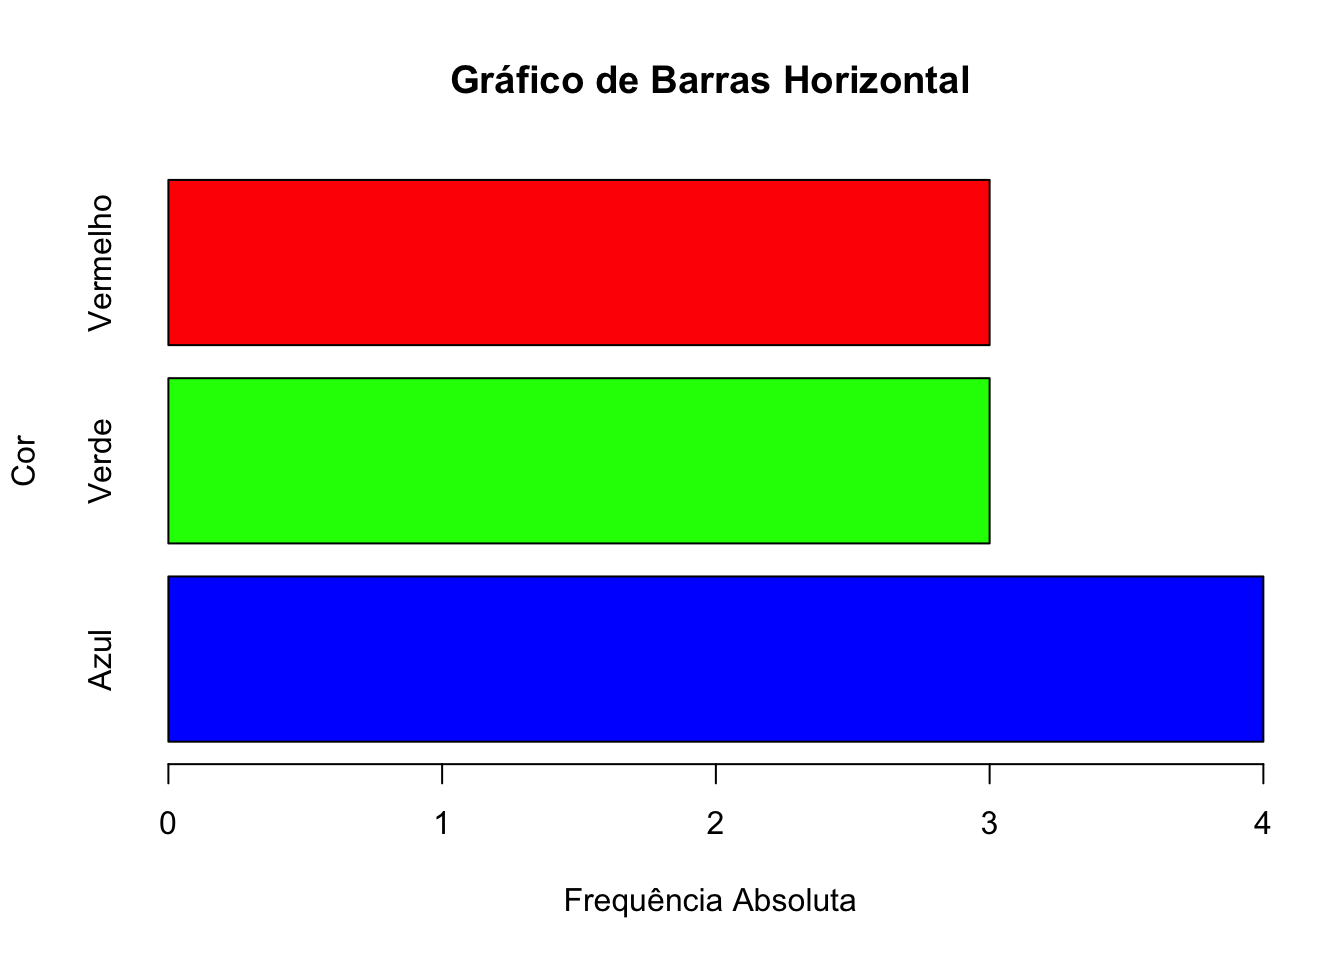 Gráfico de Barras Horizontal
Cor
Vermelho
Verde
Azul
0 1 2 3 4
Frequência Absoluta